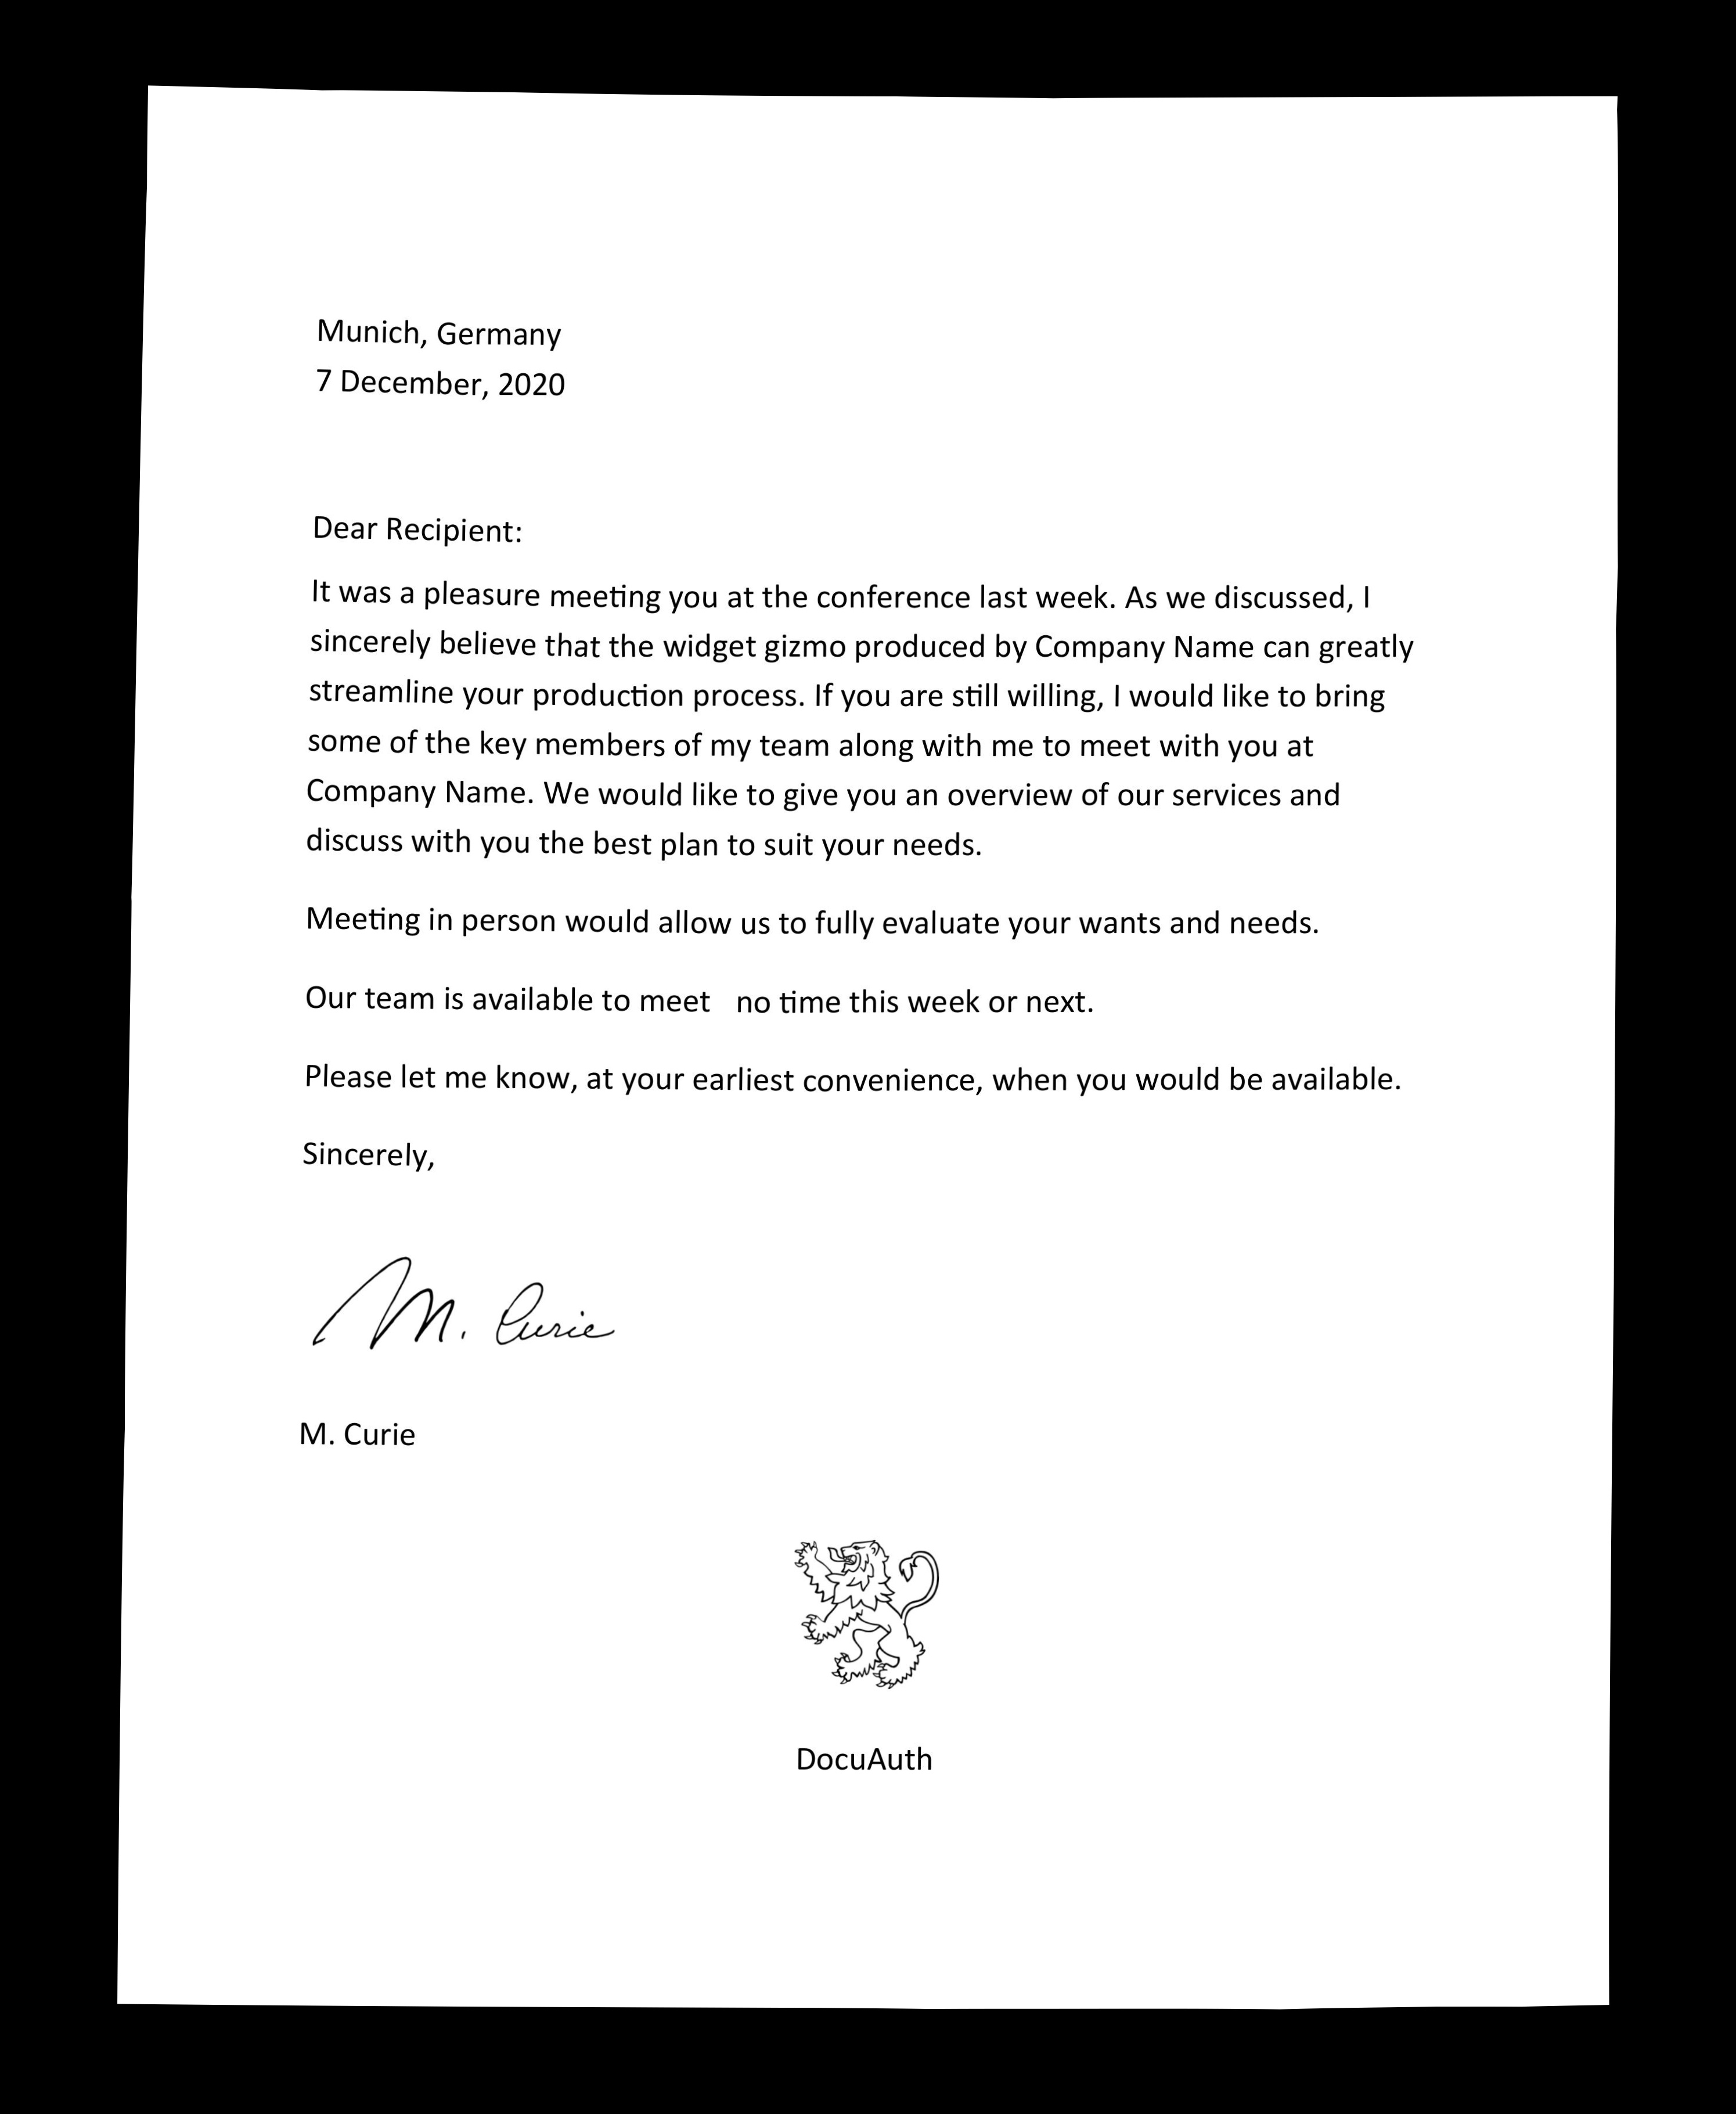 Munich, Germany
7 December, 2020
Dear Recipient:
It was a pleasure meeting you at the conference last week. As we discussed, I
sincerely believe that the widget gizmo produced by Company Name can greatly
streamline your production process. If you are still willing, I would like to bring
some of the key members of my team along with me to meet with you at
Company Name. We would like to give you an overview of our services and
discuss with you the best plan to suit your needs.
Meeting in person would allow us to fully evaluate your wants and needs.
Our team is available to meet no time this week or next.
Please let me know, at your earliest convenience, when you would be available.
Sincerely,
M. Curie
M. Curie
DocuAuth